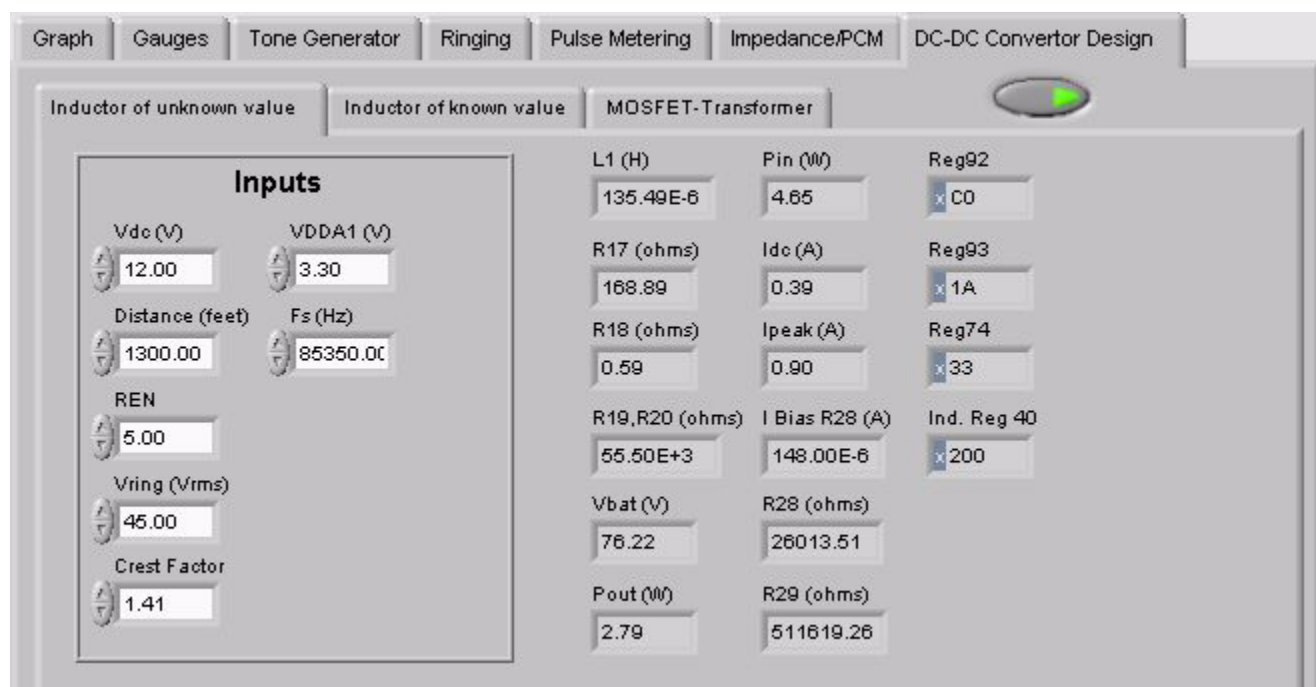 Graph Gauges Tone Generator Ringing Pulse Metering Impedance/PCM DC-DC Convertor Design
Inductor of unknown value Inductor of known value MOSFET-Transformer
Inputs
Vdc (V) VDDA1 (V)
12.00 3.30
Distance (feet) Fs (Hz)
1300.00 85350.00
REN
5.00
Vring (Vrms)
45.00
Crest Factor
1.41
L1 (H) Pin (W) Reg92
135.49E-6 4.65 x C0
R17 (ohms) Idc (A) Reg93
168.89 0.39 x 1A
R18 (ohms) Ipeak (A) Reg74
0.59 0.90 x 33
R19,R20 (ohms) I Bias R28 (A) Ind. Reg 40
55.50E+3 148.00E-6 x 200
Vbat (V) R28 (ohms)
76.22 26013.51
Pout (W) R29 (ohms)
2.79 511619.26